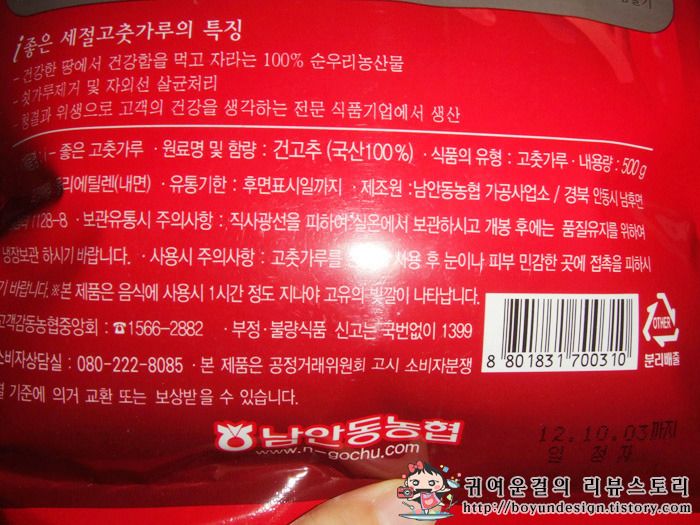 i좋은 세절고춧가루의 특징
- 건강한 땅에서 건강함을 먹고 자라는 100% 순우리농산물
- 쇳가루제거 및 자외선 살균처리
- 청결과 위생으로 고객의 건강을 생각하는 전문 식품기업에서 생산
i-좋은 고춧가루 · 원료명 및 함량 : 건고추 (국산100%) · 식품의 유형 : 고춧가루 · 내용량 : 500g
폴리에틸렌(내면) · 유통기한 : 후면표시일까지 · 제조원 : 남안동농협 가공사업소 / 경북 안동시 남후면
1128-8 · 보관유통시 주의사항 : 직사광선을 피하여 실온에서 보관하시고 개봉 후에는 품질유지를 위하여
냉장보관 하시기 바랍니다. · 사용시 주의사항 : 고춧가루를 사용 후 눈이나 피부 민감한 곳에 접촉을 피하시
기 바랍니다. ※본 제품은 음식에 사용시 1시간 정도 지나야 고유의 빛깔이 나타납니다.
고객감동농협중앙회 : ☎1566-2882 · 부정·불량식품 신고는 국번없이 1399
소비자상담실 : 080-222-8085 · 본 제품은 공정거래위원회 고시 소비자분쟁
결 기준에 의거 교환 또는 보상받을 수 있습니다.
8 801831 700310
OTHER
분리배출
남안동농협
www.n-gochu.com
12.10.03까지
귀여운걸의 리뷰스토리
http://boyundesign.tistory.com